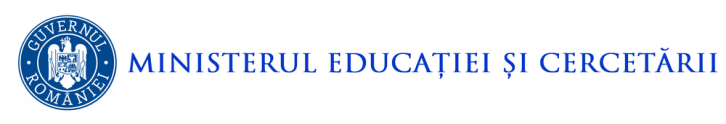 GUVERNUL ROMÂNIEI
MINISTERUL EDUCAȚIEI ȘI CERCETĂRII